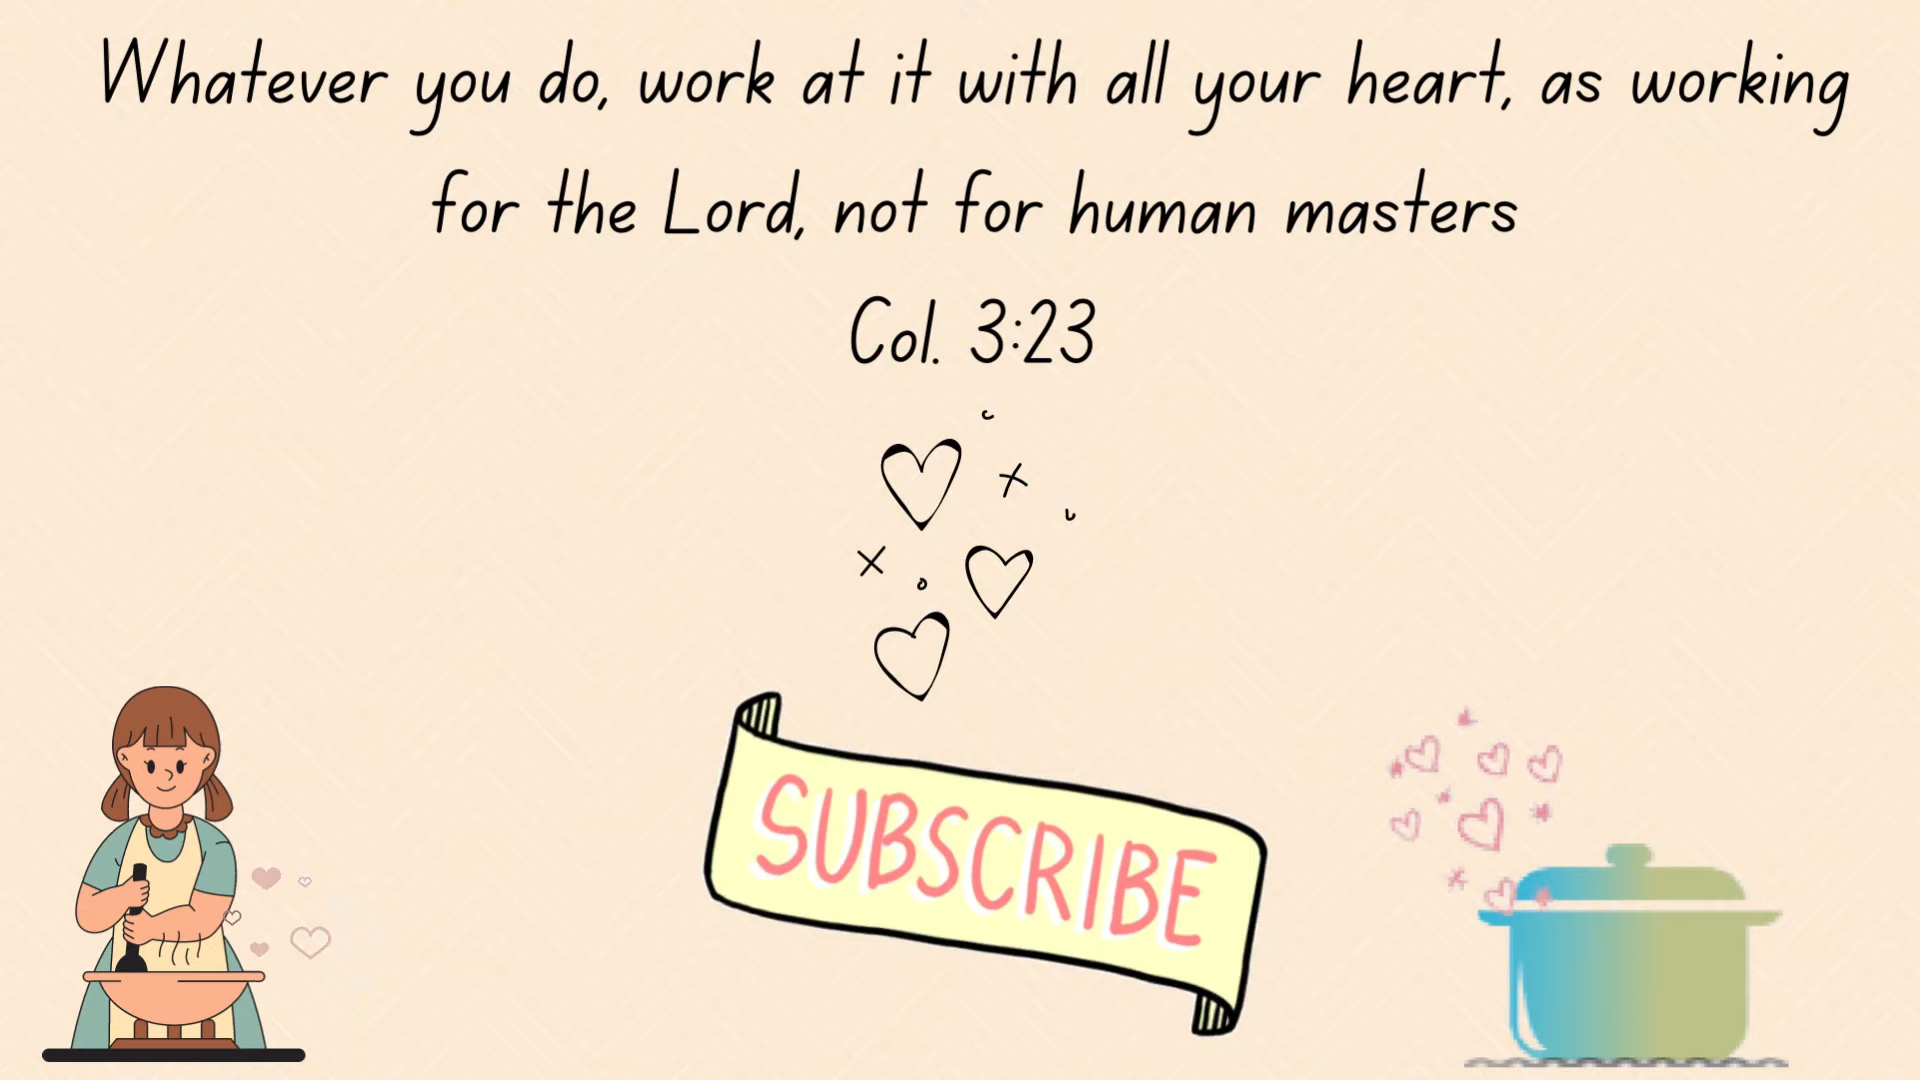 Whatever you do, work at it with all your heart, as working
for the Lord, not for human masters
Col. 3:23
SUBSCRIBE